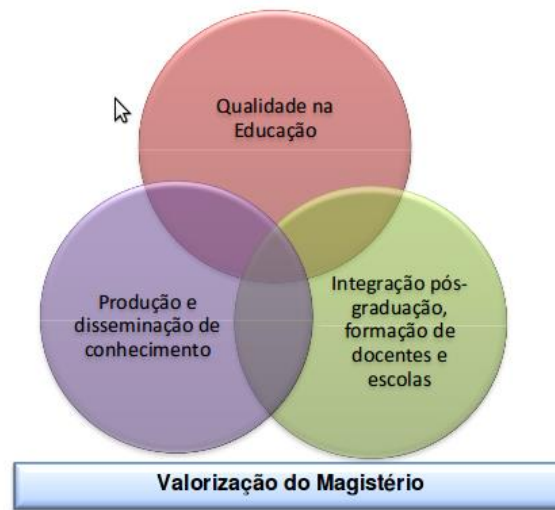 Qualidade na
Educação
Produção e
disseminação de
conhecimento
Integração pós-
graduação,
formação de
docentes e
escolas
Valorização do Magistério